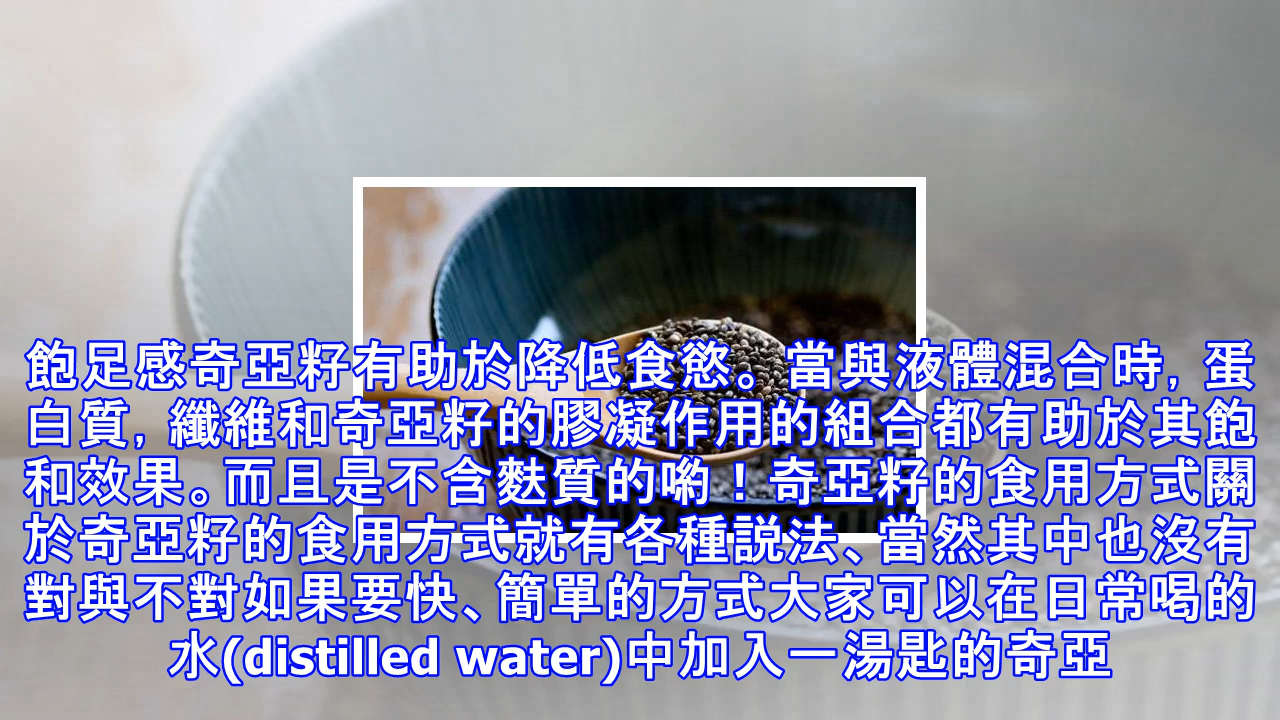 飽足感奇亞籽有助於降低食慾。當與液體混合時, 蛋
白質, 纖維和奇亞籽的膠凝作用的組合都有助於其飽
和效果。而且是不含麩質的喲！奇亞籽的食用方式關
於奇亞籽的食用方式就有各種説法、當然其中也沒有
對與不對如果要快、簡單的方式大家可以在日常喝的
水(distilled water)中加入一湯匙的奇亞